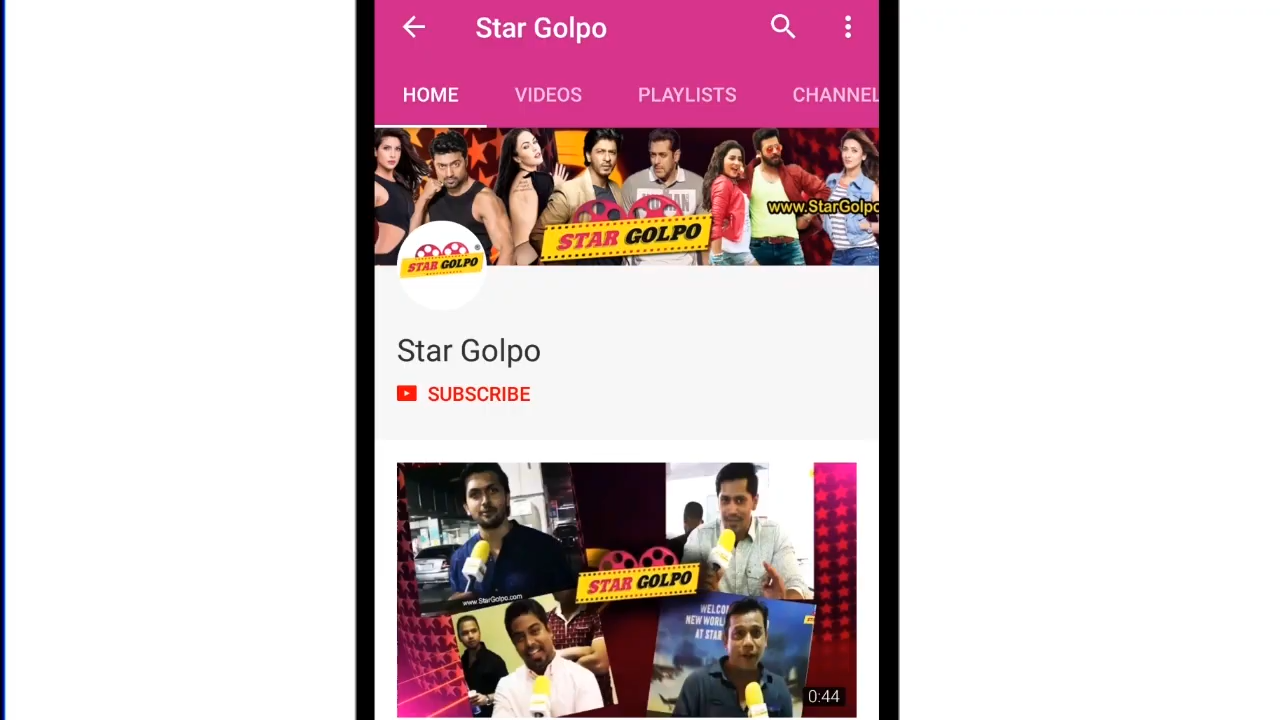 Star Golpo
HOME VIDEOS PLAYLISTS CHANNEL
www.StarGolpo
STAR GOLPO
STAR GOLPO
Star Golpo
SUBSCRIBE
STAR GOLPO
www.StarGolpo.com
WELCO
NEW WORL
AT STAR
0:44